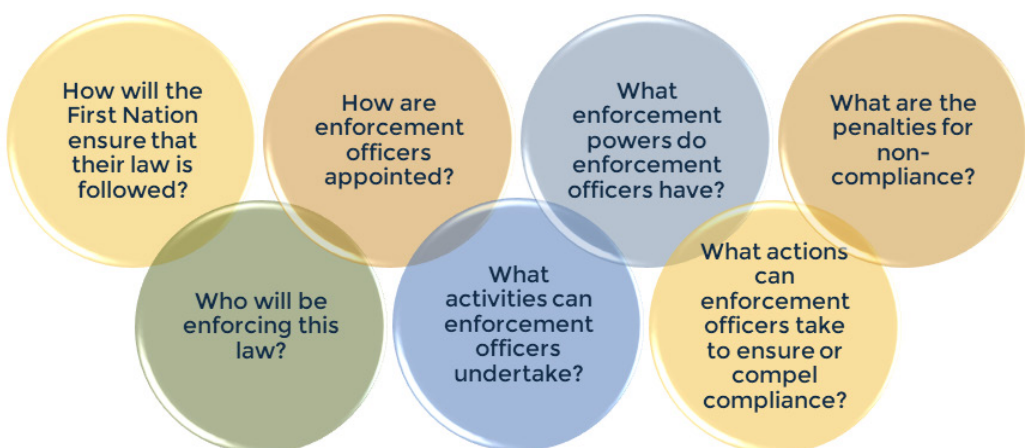 How will the
First Nation
ensure that
their law is
followed?
How are
enforcement
officers
appointed?
What
enforcement
powers do
enforcement
officers have?
What are the
penalties for
non-
compliance?
Who will be
enforcing this
law?
What
activities can
enforcement
officers
undertake?
What actions
can
enforcement
officers take
to ensure or
compel
compliance?